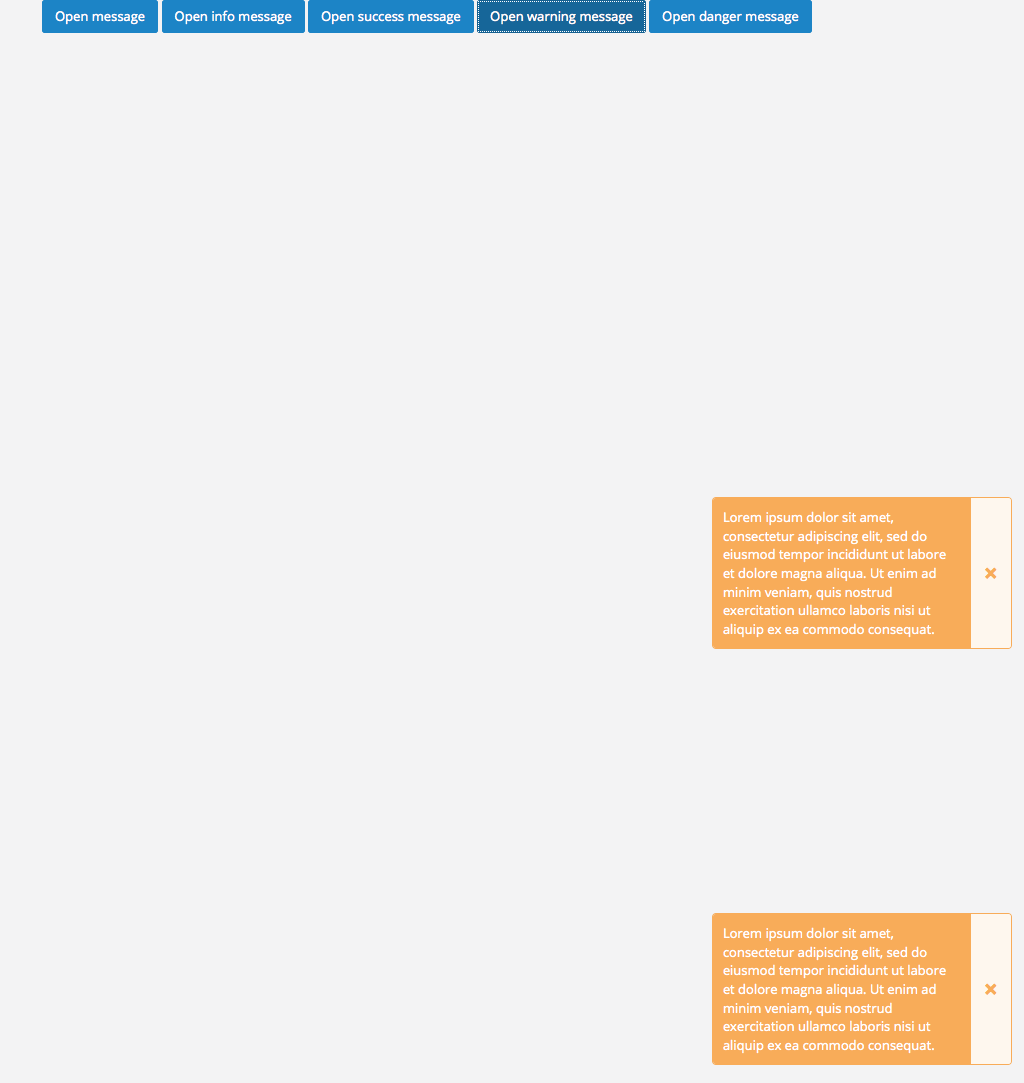 Open message Open info message Open success message Open warning message Open danger message
Lorem ipsum dolor sit amet,
consectetur adipiscing elit, sed do
eiusmod tempor incididunt ut labore
et dolore magna aliqua. Ut enim ad
minim veniam, quis nostrud
exercitation ullamco laboris nisi ut
aliquip ex ea commodo consequat.
Lorem ipsum dolor sit amet,
consectetur adipiscing elit, sed do
eiusmod tempor incididunt ut labore
et dolore magna aliqua. Ut enim ad
minim veniam, quis nostrud
exercitation ullamco laboris nisi ut
aliquip ex ea commodo consequat.